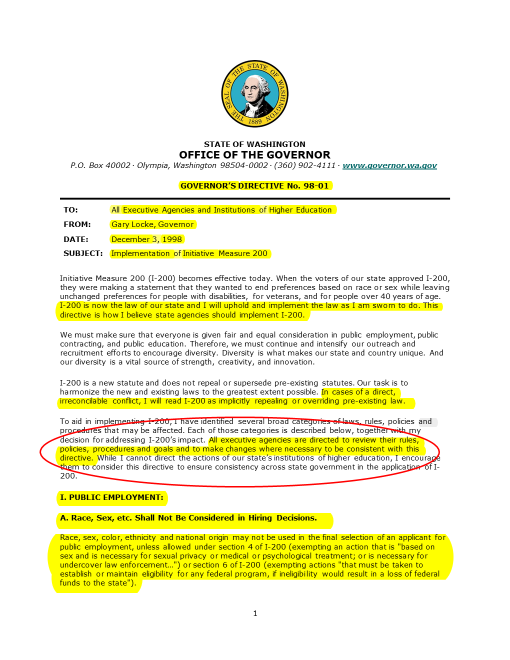 THE SEAL OF THE STATE OF WASHINGTON
1889
STATE OF WASHINGTON
OFFICE OF THE GOVERNOR
P.O. Box 40002 · Olympia, Washington 98504-0002 · (360) 902-4111 · www.governor.wa.gov
GOVERNOR'S DIRECTIVE No. 98-01
TO: All Executive Agencies and Institutions of Higher Education
FROM: Gary Locke, Governor
DATE: December 3, 1998
SUBJECT: Implementation of Initiative Measure 200
Initiative Measure 200 (I-200) becomes effective today. When the voters of our state approved I-200,
they were making a statement that they wanted to end preferences based on race or sex while leaving
unchanged preferences for people with disabilities, for veterans, and for people over 40 years of age.
I-200 is now the law of our state and I will uphold and implement the law as I am sworn to do. This
directive is how I believe state agencies should implement I-200.
We must make sure that everyone is given fair and equal consideration in public employment, public
contracting, and public education. Therefore, we must continue and intensify our outreach and
recruitment efforts to encourage diversity. Diversity is what makes our state and country unique. And
our diversity is a vital source of strength, creativity, and innovation.
I-200 is a new statute and does not repeal or supersede pre-existing statutes. Our task is to
harmonize the new and existing laws to the greatest extent possible. In cases of a direct,
irreconcilable conflict, I will read I-200 as implicitly repealing or overriding pre-existing law.
To aid in implementing I-200, I have identified several broad categories of laws, rules, policies and
procedures that may be affected. Each of those categories is described below, together with my
decision for addressing I-200's impact. All executive agencies are directed to review their rules,
policies, procedures and goals and to make changes where necessary to be consistent with this
directive. While I cannot direct the actions of our state's institutions of higher education, I encourage
them to consider this directive to ensure consistency across state government in the application of I-
200.
I. PUBLIC EMPLOYMENT:
A. Race, Sex, etc. Shall Not Be Considered in Hiring Decisions.
Race, sex, color, ethnicity and national origin may not be used in the final selection of an applicant for
public employment, unless allowed under section 4 of I-200 (exempting an action that is "based on
sex and is necessary for sexual privacy or medical or psychological treatment; or is necessary for
undercover law enforcement...") or section 6 of I-200 (exempting actions "that must be taken to
establish or maintain eligibility for any federal program, if ineligibility would result in a loss of federal
funds to the state").
1